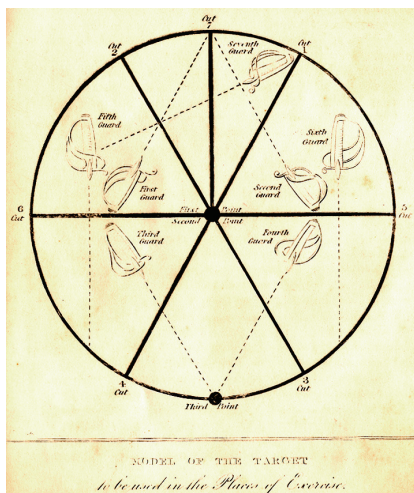 Cut
7
Cut
2
Seventh
Guard
Cut
1
Fifth
Guard
Sixth
Guard
First
Guard
Second
Guard
6
Cut
First Point
Second Point
5
Cut
Third
Guard
Fourth
Guard
4
Cut
3
Cut
Third Point
MODEL OF THE TARGET
to be used in the Places of Exercise.